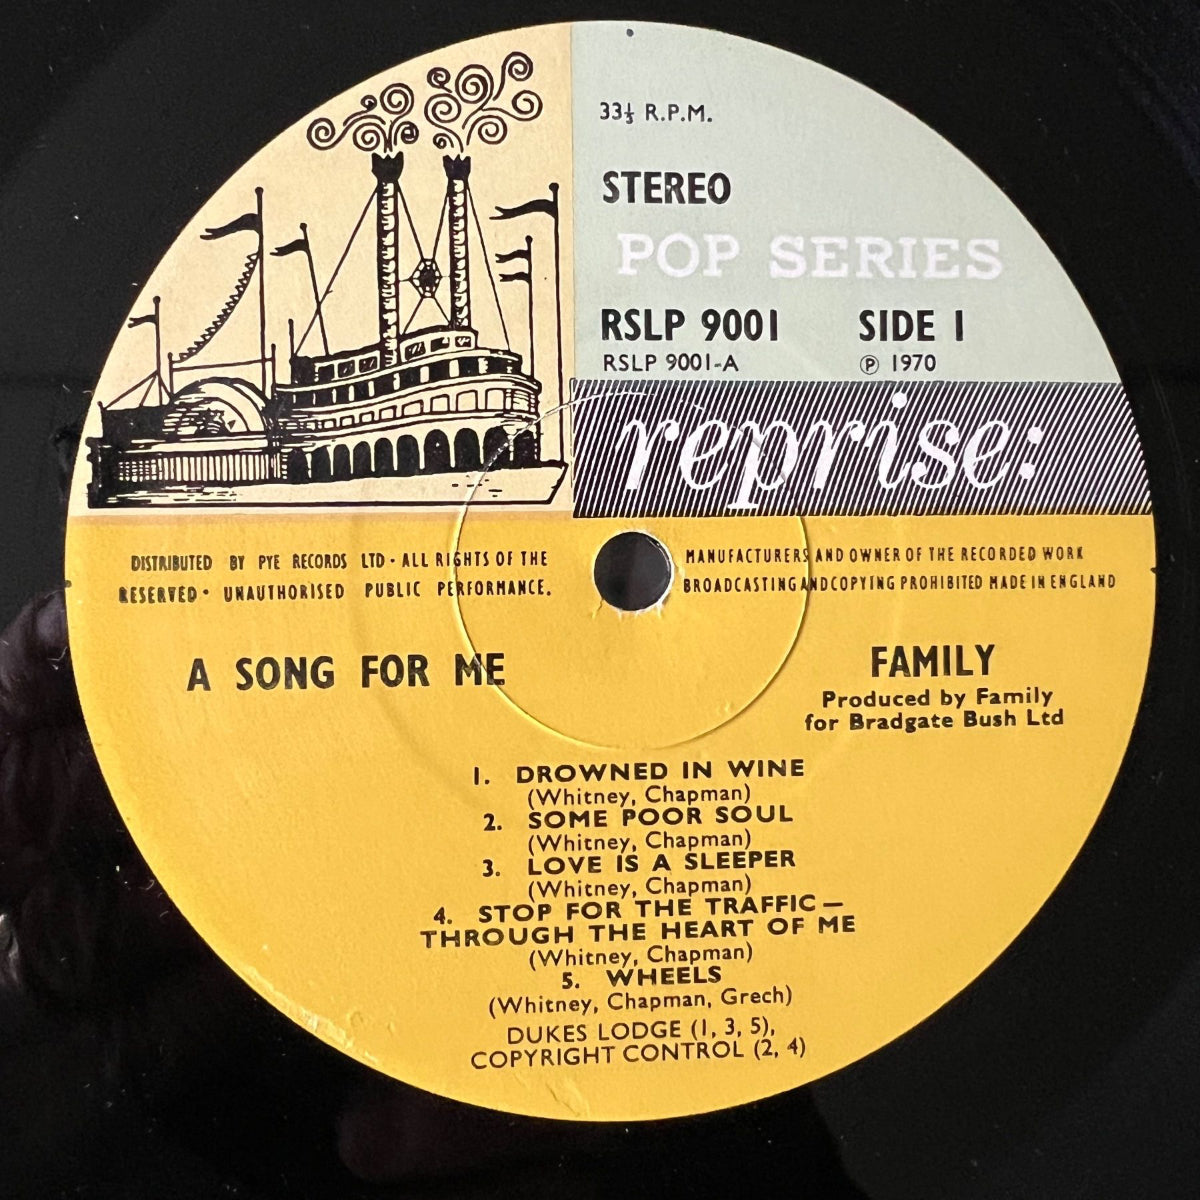 33⅓ R.P.M.
STEREO
POP SERIES
RSLP 9001 SIDE 1
RSLP 9001-A ℗ 1970
reprise:
DISTRIBUTED BY PYE RECORDS LTD · ALL RIGHTS OF THE MANUFACTURERS AND OWNER OF THE RECORDED WORK
RESERVED · UNAUTHORISED PUBLIC PERFORMANCE. BROADCASTING AND COPYING PROHIBITED MADE IN ENGLAND
A SONG FOR ME
FAMILY
Produced by Family
for Bradgate Bush Ltd
1. DROWNED IN WINE
(Whitney, Chapman)
2. SOME POOR SOUL
(Whitney, Chapman)
3. LOVE IS A SLEEPER
(Whitney, Chapman)
4. STOP FOR THE TRAFFIC —
THROUGH THE HEART OF ME
(Whitney, Chapman)
5. WHEELS
(Whitney, Chapman, Grech)
DUKES LODGE (1, 3, 5),
COPYRIGHT CONTROL (2, 4)